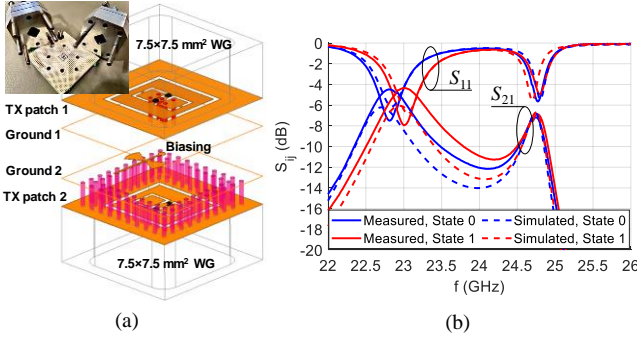 7.5×7.5 mm² WG
TX patch 1
Ground 1
Biasing
Ground 2
TX patch 2
7.5×7.5 mm² WG
(a)
0
-2
-4
-6
-8
-10
-12
-14
-16
-18
-20
S_ij (dB)
S₁₁
S₂₁
Measured, State 0
Simulated, State 0
Measured, State 1
Simulated, State 1
22
22.5
23
23.5
24
24.5
25
25.5
26
f (GHz)
(b)